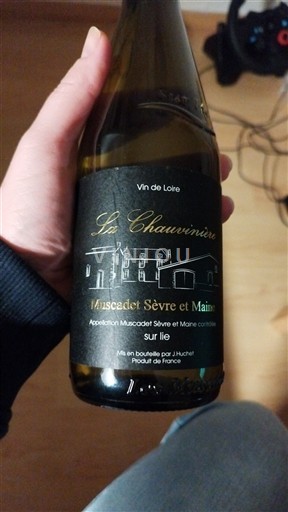 Vin de Loire
La Chauvinière
VINJOU
Muscadet Sèvre et Maine
Appellation Muscadet Sèvre et Maine contrôlée
sur lie
Mis en bouteille par J.Huchet
Produit de France